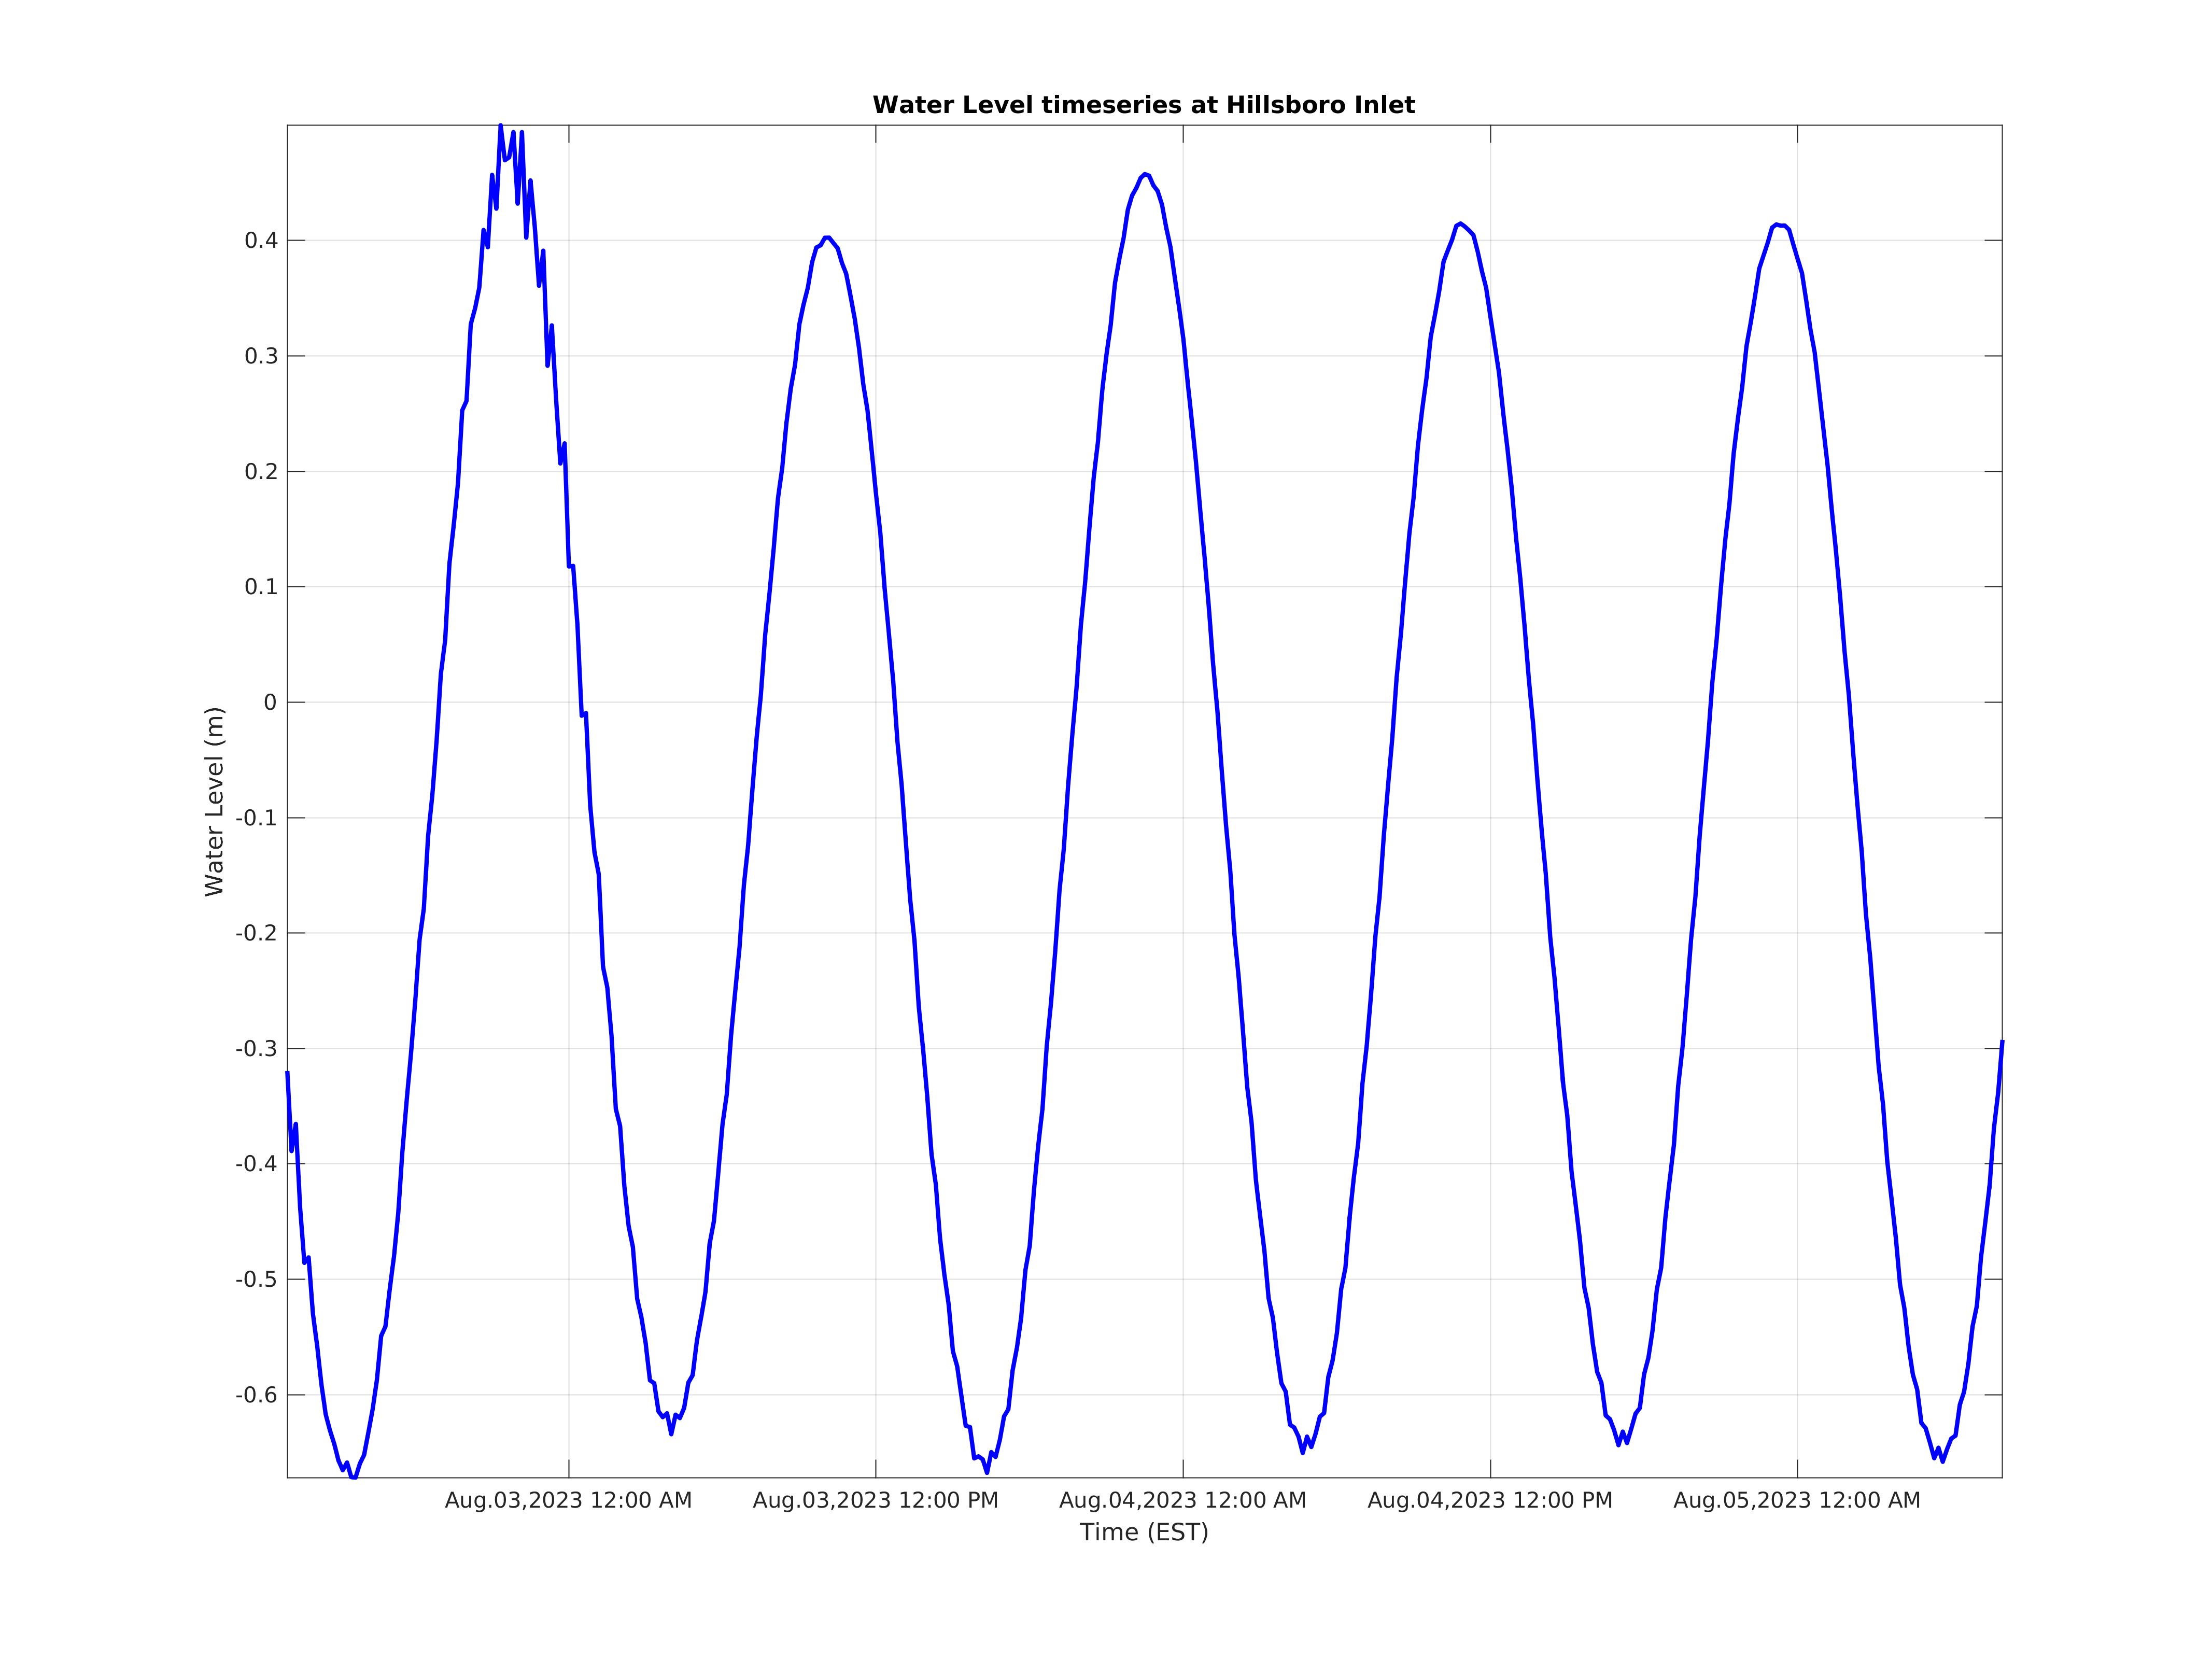 Water Level timeseries at Hillsboro Inlet
0.4
0.3
0.2
0.1
0
-0.1
-0.2
-0.3
-0.4
-0.5
-0.6
Water Level (m)
Aug.03,2023 12:00 AM
Aug.03,2023 12:00 PM
Aug.04,2023 12:00 AM
Aug.04,2023 12:00 PM
Aug.05,2023 12:00 AM
Time (EST)